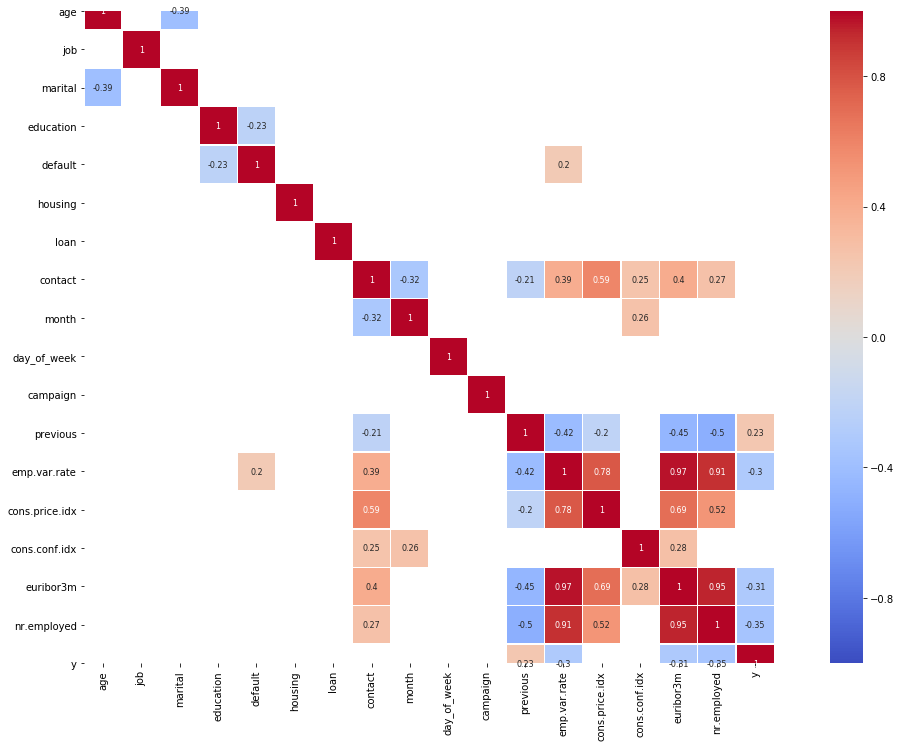 age 1 -0.39
job 1
marital -0.39 1
education 1 -0.23
default -0.23 1 0.2
housing 1
loan 1
contact 1 -0.32 -0.21 0.39 0.59 0.25 0.4 0.27
month -0.32 1 0.26
day_of_week 1
campaign 1
previous -0.21 1 -0.42 -0.2 -0.45 -0.5 0.23
emp.var.rate 0.2 0.39 -0.42 1 0.78 0.97 0.91 -0.3
cons.price.idx 0.59 -0.2 0.78 1 0.69 0.52
cons.conf.idx 0.25 0.26 1 0.28
euribor3m 0.4 -0.45 0.97 0.69 0.28 1 0.95 -0.31
nr.employed 0.27 -0.5 0.91 0.52 0.95 1 -0.35
y 0.23 -0.3 -0.31 -0.35 1
age job marital education default housing loan contact month day_of_week campaign previous emp.var.rate cons.price.idx cons.conf.idx euribor3m nr.employed y
0.8
0.4
0.0
-0.4
-0.8